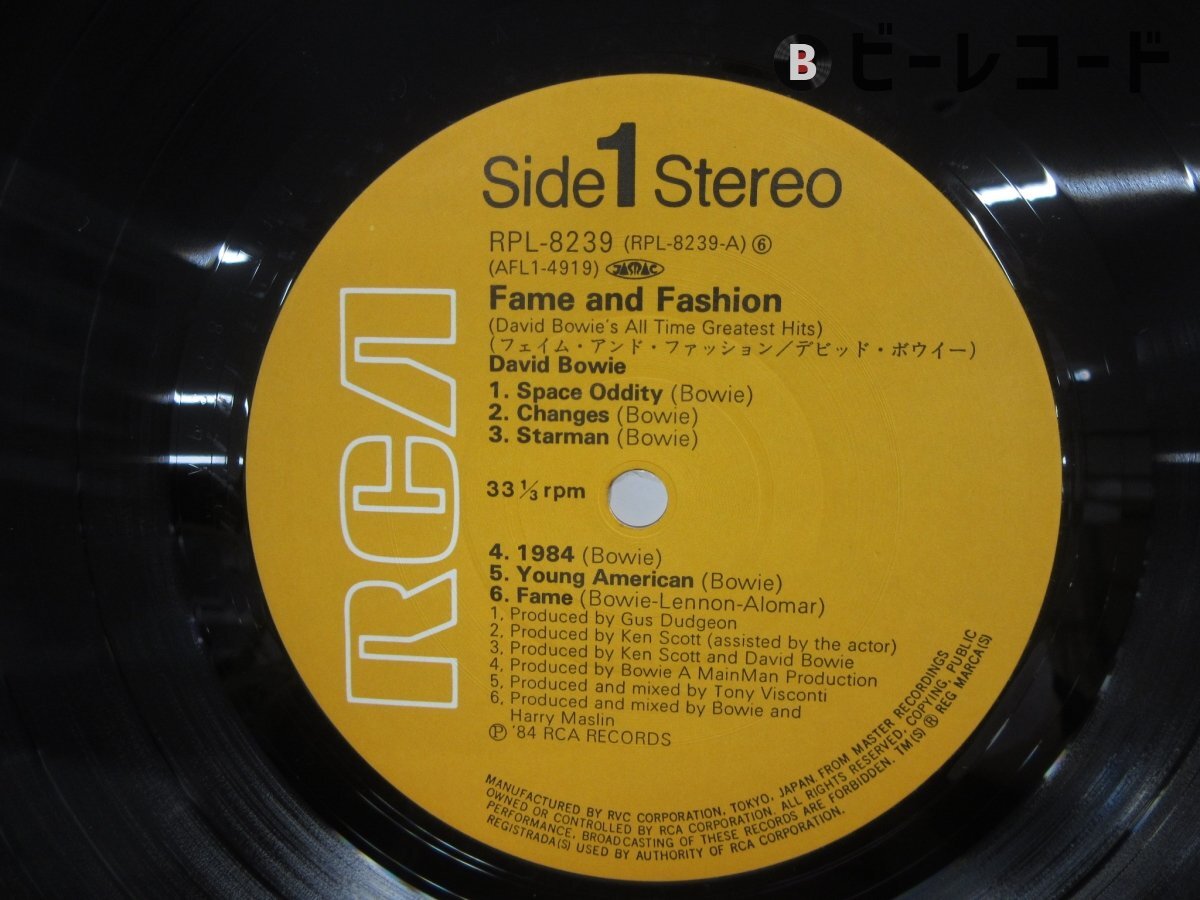 B ビーレコード
Side 1 Stereo
RPL-8239 (RPL-8239-A) ⑥
(AFL1-4919) JASRAC
Fame and Fashion
(David Bowie's All Time Greatest Hits)
(フェイム・アンド・ファッション/デビッド・ボウイー)
David Bowie
1. Space Oddity (Bowie)
2. Changes (Bowie)
3. Starman (Bowie)
33 1/3 rpm
4. 1984 (Bowie)
5. Young American (Bowie)
6. Fame (Bowie-Lennon-Alomar)
1, Produced by Gus Dudgeon
2, Produced by Ken Scott (assisted by the actor)
3, Produced by Ken Scott and David Bowie
4, Produced by Bowie A MainMan Production
5, Produced and mixed by Tony Visconti
6, Produced and mixed by Bowie and
Harry Maslin
Ⓟ '84 RCA RECORDS
RCA
MANUFACTURED BY RVC CORPORATION, TOKYO, JAPAN. FROM MASTER RECORDINGS
OWNED OR CONTROLLED BY RCA CORPORATION. ALL RIGHTS RESERVED, COPYING, PUBLIC
PERFORMANCE, BROADCASTING OF THESE RECORDS ARE FORBIDDEN. TM(S) ® REG MARCA(S)
REGISTRADA(S) USED BY AUTHORITY OF RCA CORPORATION.